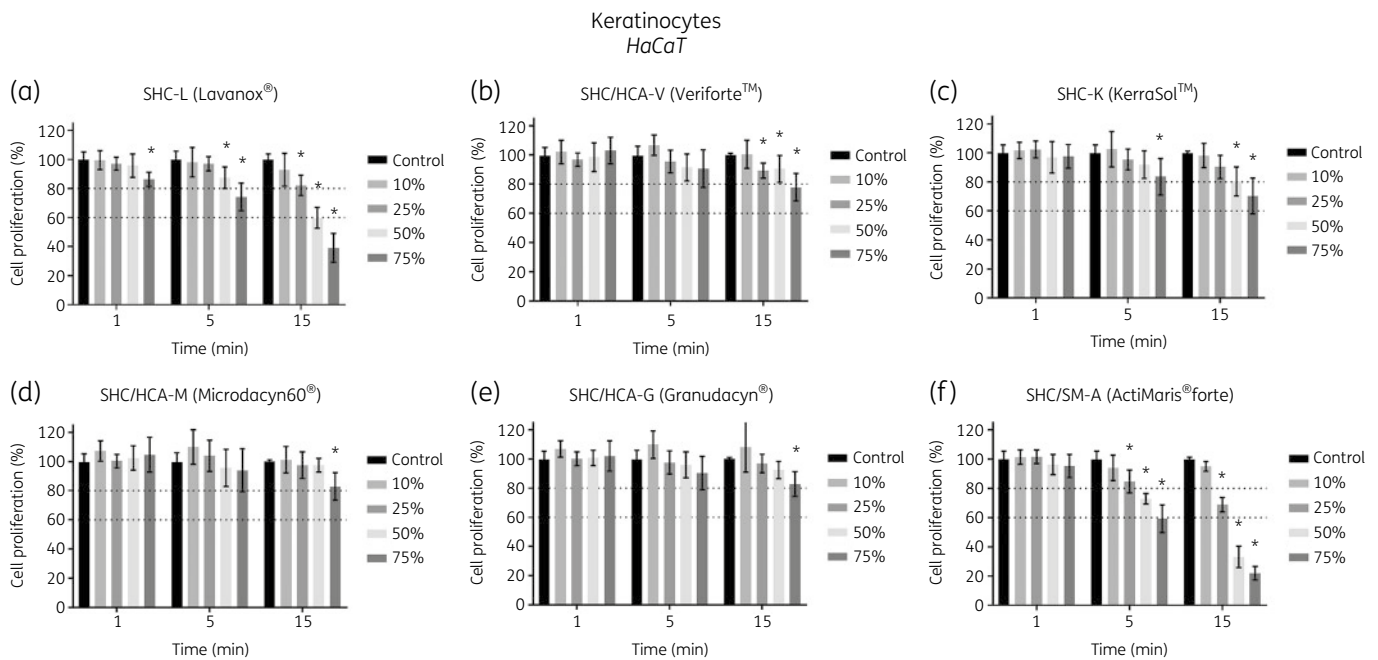 Keratinocytes
HaCaT
(a)
SHC-L (Lavanox®)
Cell proliferation (%)
120
100
80
60
40
20
0
1
5
15
Time (min)
* * * * * *
Control
10%
25%
50%
75%
(b)
SHC/HCA-V (Veriforte™)
Cell proliferation (%)
120
100
80
60
40
20
0
1
5
15
Time (min)
* * *
Control
10%
25%
50%
75%
(c)
SHC-K (KerraSol™)
Cell proliferation (%)
120
100
80
60
40
20
0
1
5
15
Time (min)
* * *
Control
10%
25%
50%
75%
(d)
SHC/HCA-M (Microdacyn60®)
Cell proliferation (%)
120
100
80
60
40
20
0
1
5
15
Time (min)
*
Control
10%
25%
50%
75%
(e)
SHC/HCA-G (Granudacyn®)
Cell proliferation (%)
120
100
80
60
40
20
0
1
5
15
Time (min)
*
Control
10%
25%
50%
75%
(f)
SHC/SM-A (ActiMaris®forte)
Cell proliferation (%)
120
100
80
60
40
20
0
1
5
15
Time (min)
* * * * * *
Control
10%
25%
50%
75%